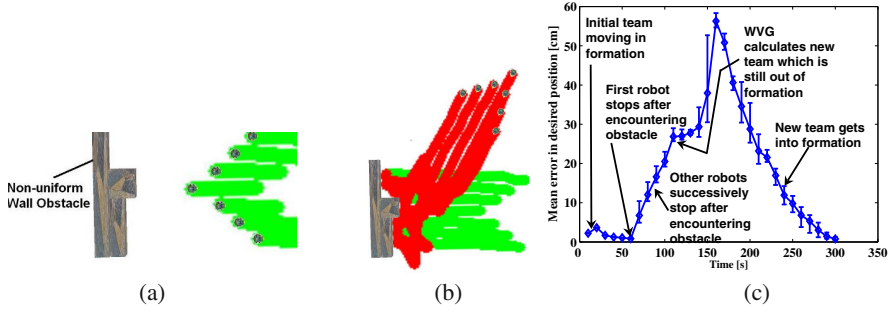 Non-uniform
Wall Obstacle
(a)
(b)
Mean error in desired position [cm]
60
50
40
30
20
10
0
Initial team
moving in
formation
First robot
stops after
encountering
obstacle
WVG
calculates new
team which is
still out of
formation
New team gets
into formation
Other robots
successively
stop after
encountering
obstacle
0
50
100
150
200
250
300
350
Time [s]
(c)